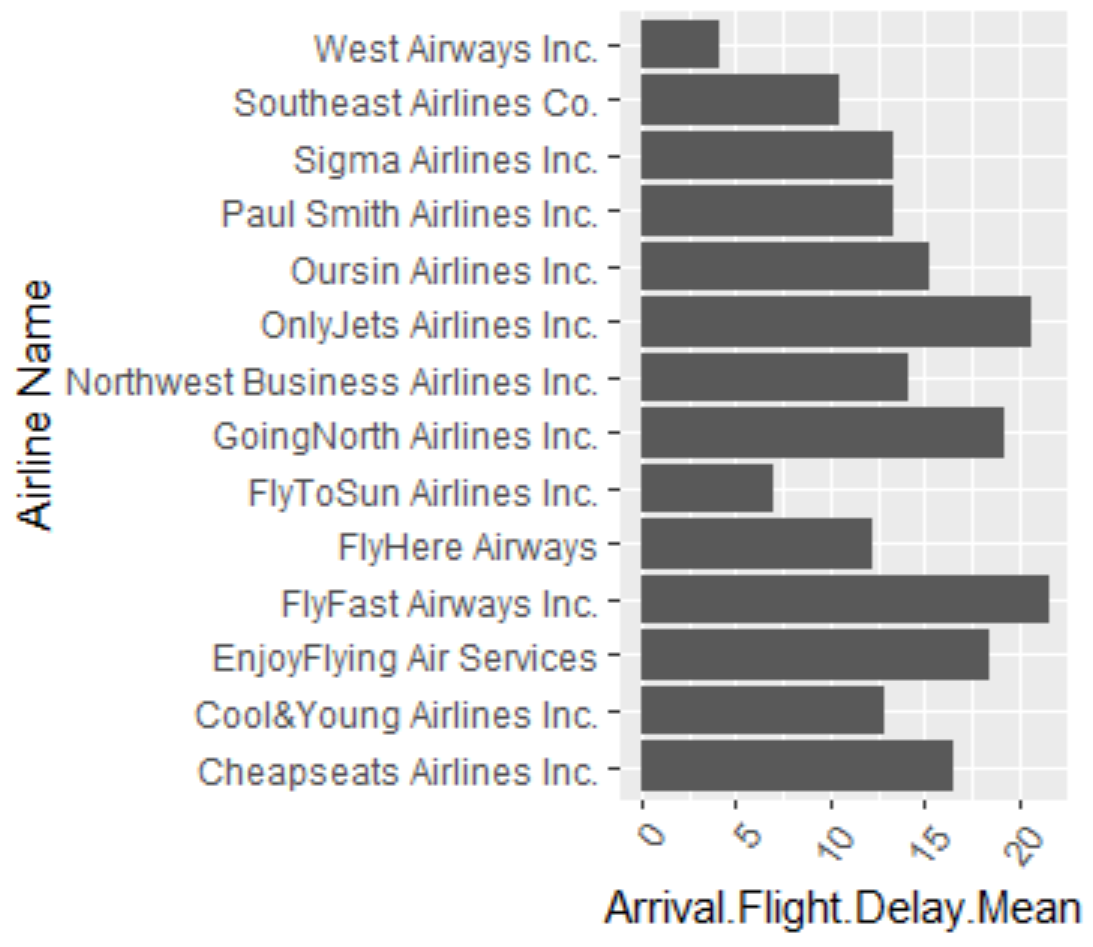 West Airways Inc.
Southeast Airlines Co.
Sigma Airlines Inc.
Paul Smith Airlines Inc.
Oursin Airlines Inc.
OnlyJets Airlines Inc.
Northwest Business Airlines Inc.
GoingNorth Airlines Inc.
FlyToSun Airlines Inc.
FlyHere Airways
FlyFast Airways Inc.
EnjoyFlying Air Services
Cool&Young Airlines Inc.
Cheapseats Airlines Inc.
Airline Name
0 5 10 15 20
Arrival.Flight.Delay.Mean